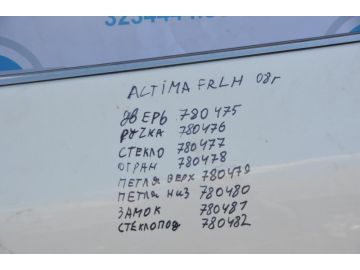 ALTIMA FRLH 08г
ДВЕРЬ 780475
РУЧКА 780476
СТЕКЛО 780477
ОГРАН 780478
ПЕТЛЯ ВЕРХ 780479
ПЕТЛЯ НИЗ 780480
ЗАМОК 780481
СТЕКЛОПОД 780482